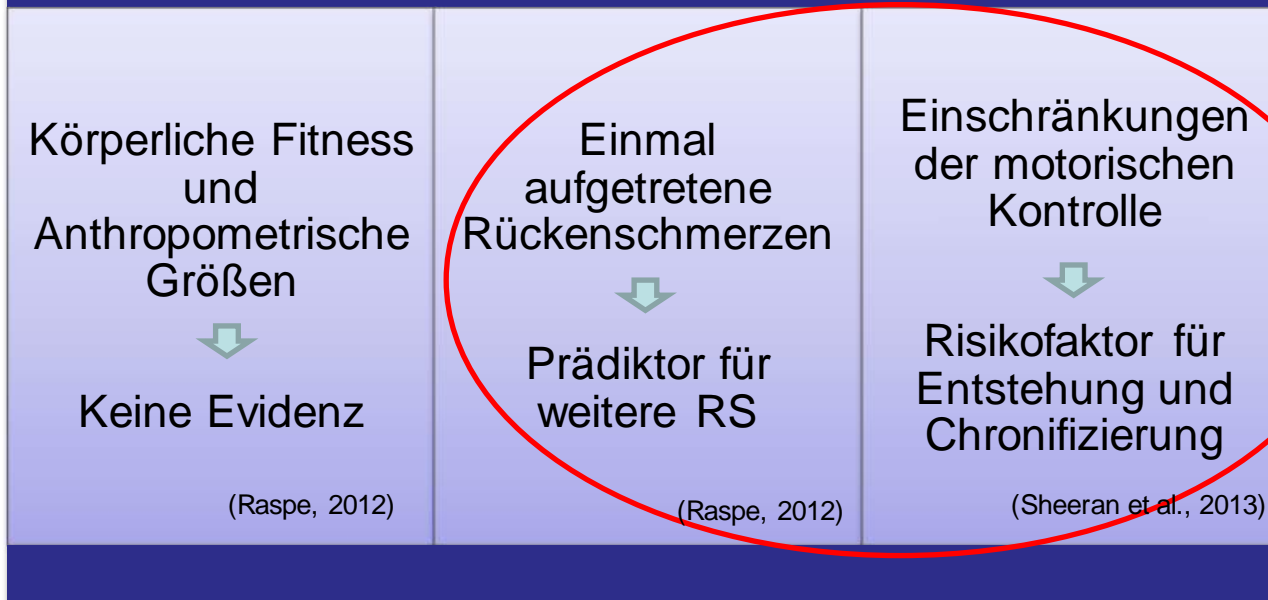 Körperliche Fitness
und
Anthropometrische
Größen
Keine Evidenz
(Raspe, 2012)
Einmal
aufgetretene
Rückenschmerzen
Prädiktor für
weitere RS
(Raspe, 2012)
Einschränkungen
der motorischen
Kontrolle
Risikofaktor für
Entstehung und
Chronifizierung
(Sheeran et al., 2013)